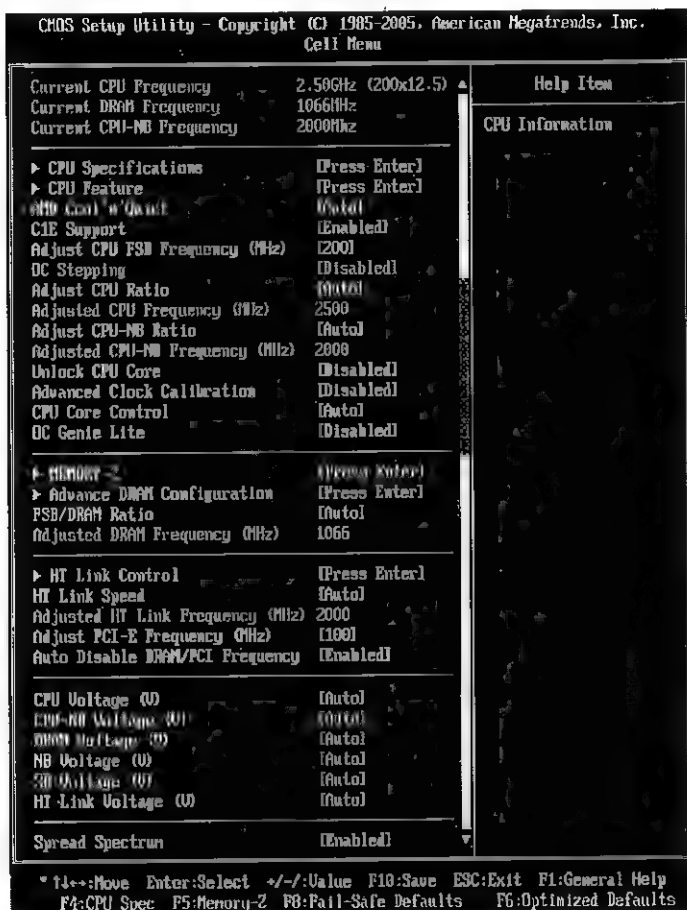 CMOS Setup Utility - Copyright (C) 1985-2005, American Megatrends, Inc.
Cell Menu
Current CPU Frequency 2.50GHz (200x12.5)
Current DRAM Frequency 1066MHz
Current CPU-NB Frequency 2000MHz
Help Item
CPU Information
▶ CPU Specifications [Press Enter]
▶ CPU Feature [Press Enter]
AMD Cool'n'Quiet [Auto]
C1E Support [Enabled]
Adjust CPU FSB Frequency (MHz) [200]
OC Stepping [Disabled]
Adjust CPU Ratio [Auto]
Adjusted CPU Frequency (MHz) 2500
Adjust CPU-NB Ratio [Auto]
Adjusted CPU-NB Frequency (MHz) 2000
Unlock CPU Core [Disabled]
Advanced Clock Calibration [Disabled]
CPU Core Control [Auto]
OC Genie Lite [Disabled]
▶ MEMORY-Z [Press Enter]
▶ Advance DRAM Configuration [Press Enter]
FSB/DRAM Ratio [Auto]
Adjusted DRAM Frequency (MHz) 1066
▶ HT Link Control [Press Enter]
HT Link Speed [Auto]
Adjusted HT Link Frequency (MHz) 2000
Adjust PCI-E Frequency (MHz) [100]
Auto Disable DRAM/PCI Frequency [Enabled]
CPU Voltage (V) [Auto]
CPU-NB Voltage (V) [Auto]
DRAM Voltage (V) [Auto]
NB Voltage (V) [Auto]
SB Voltage (V) [Auto]
HT Link Voltage (V) [Auto]
Spread Spectrum [Enabled]
↑↓←→:Move Enter:Select +/-/:Value F10:Save ESC:Exit F1:General Help
F4:CPU Spec F5:Memory-Z F8:Fail-Safe Defaults F6:Optimized Defaults